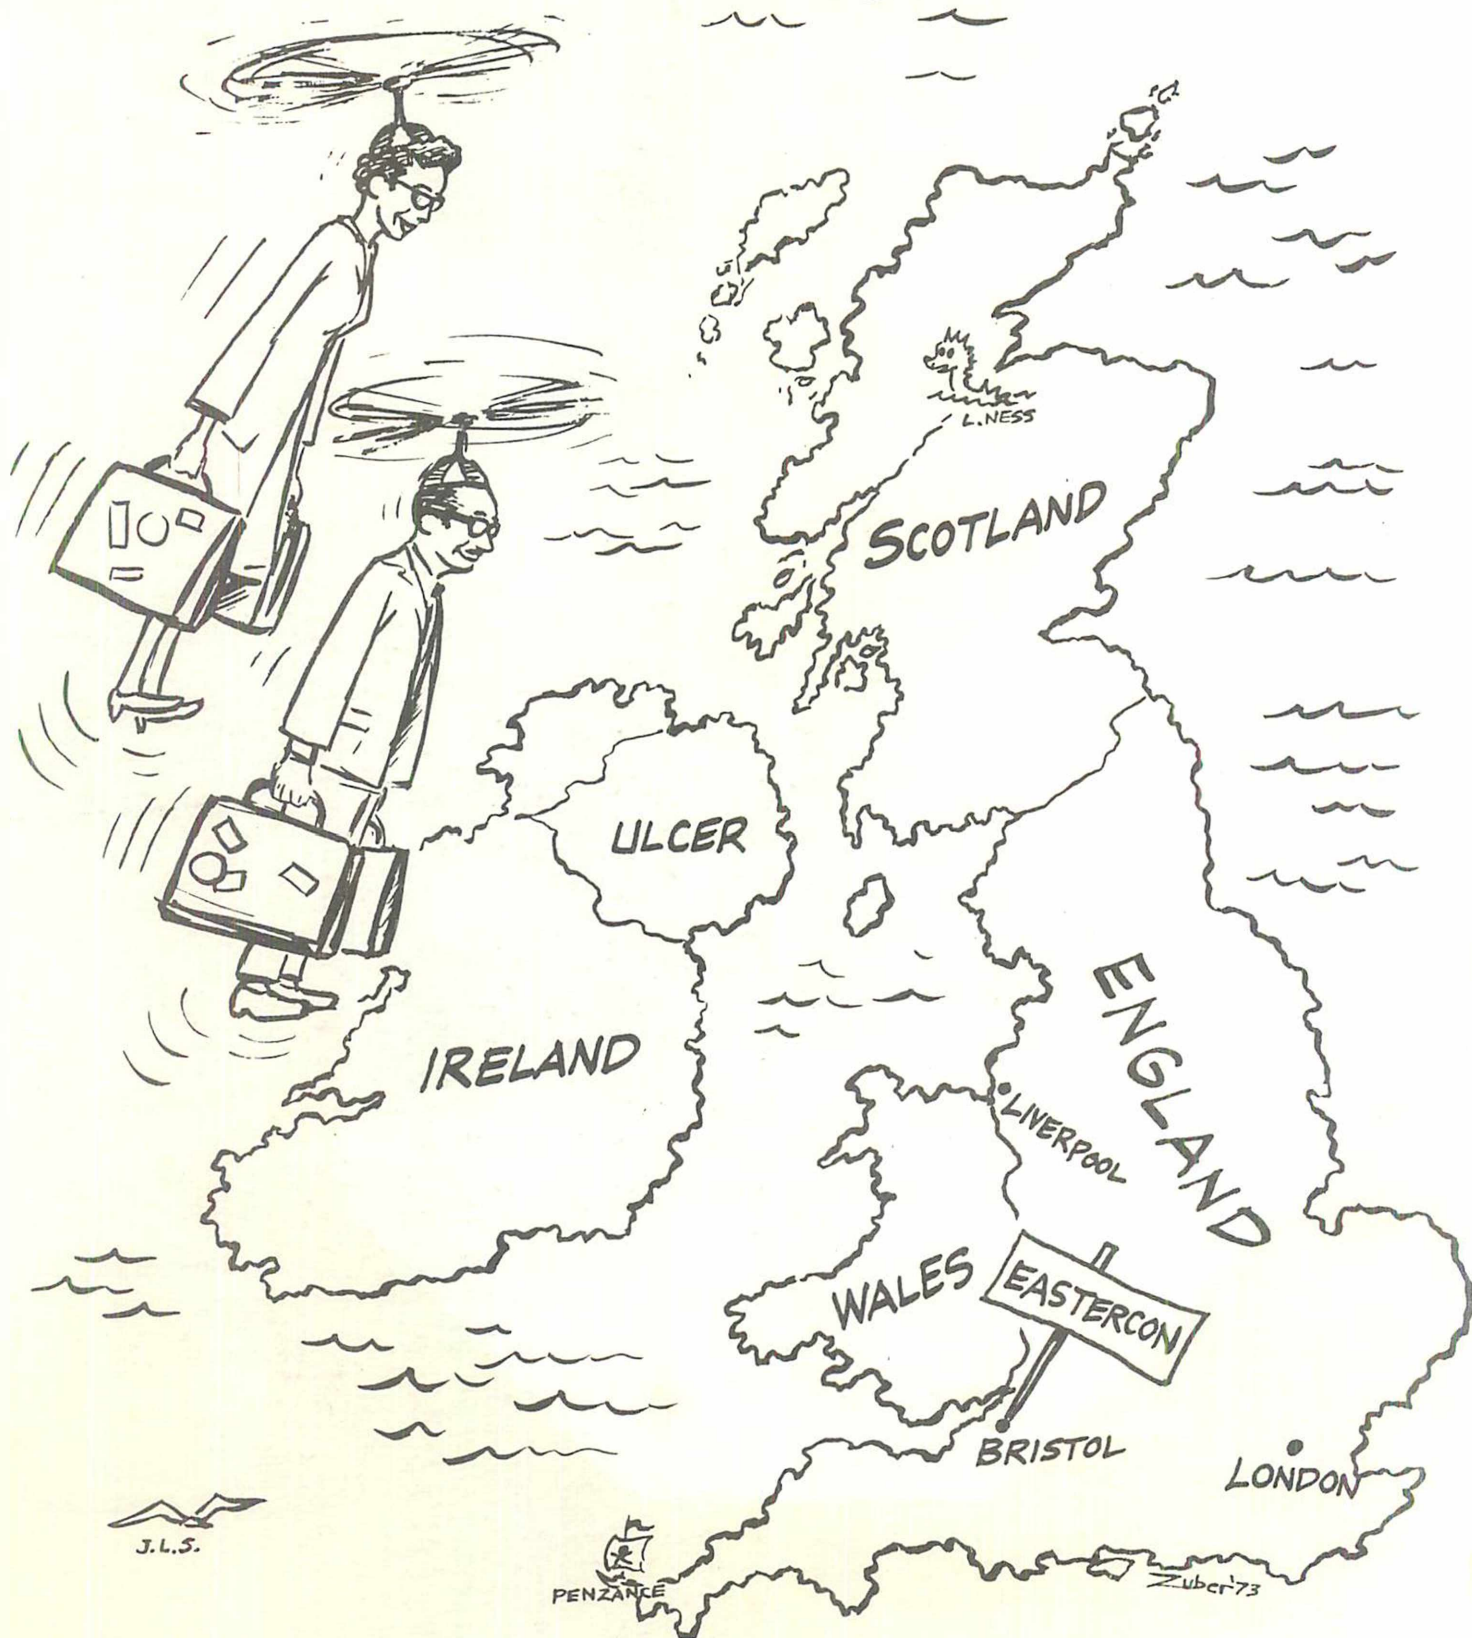 L. NESS
SCOTLAND
ULCER
ENGLAND
IRELAND
LIVERPOOL
WALES
EASTERCON
BRISTOL
LONDON
J.L.S.
PENZANCE
Zuber '73